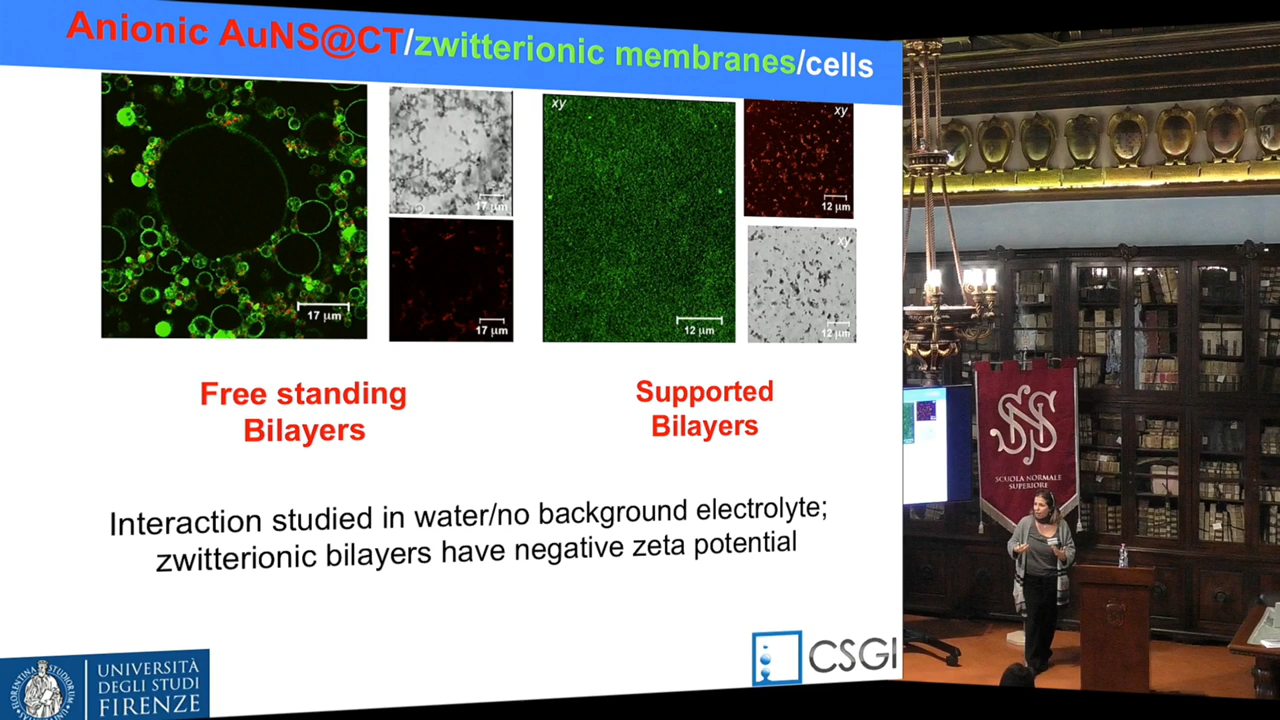 Anionic AuNS@CT/zwitterionic membranes/cells
17 µm
17 µm
17 µm
xy
12 µm
xy
12 µm
xy
12 µm
Free standing
Bilayers
Supported
Bilayers
Interaction studied in water/no background electrolyte;
zwitterionic bilayers have negative zeta potential
UNIVERSITÀ
DEGLI STUDI
FIRENZE
CSGI
SNS
SCUOLA NORMALE
SUPERIORE